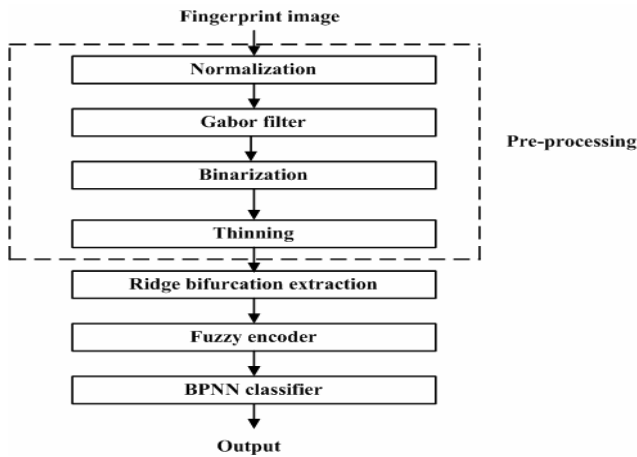 Fingerprint image
Normalization
Gabor filter
Pre-processing
Binarization
Thinning
Ridge bifurcation extraction
Fuzzy encoder
BPNN classifier
Output